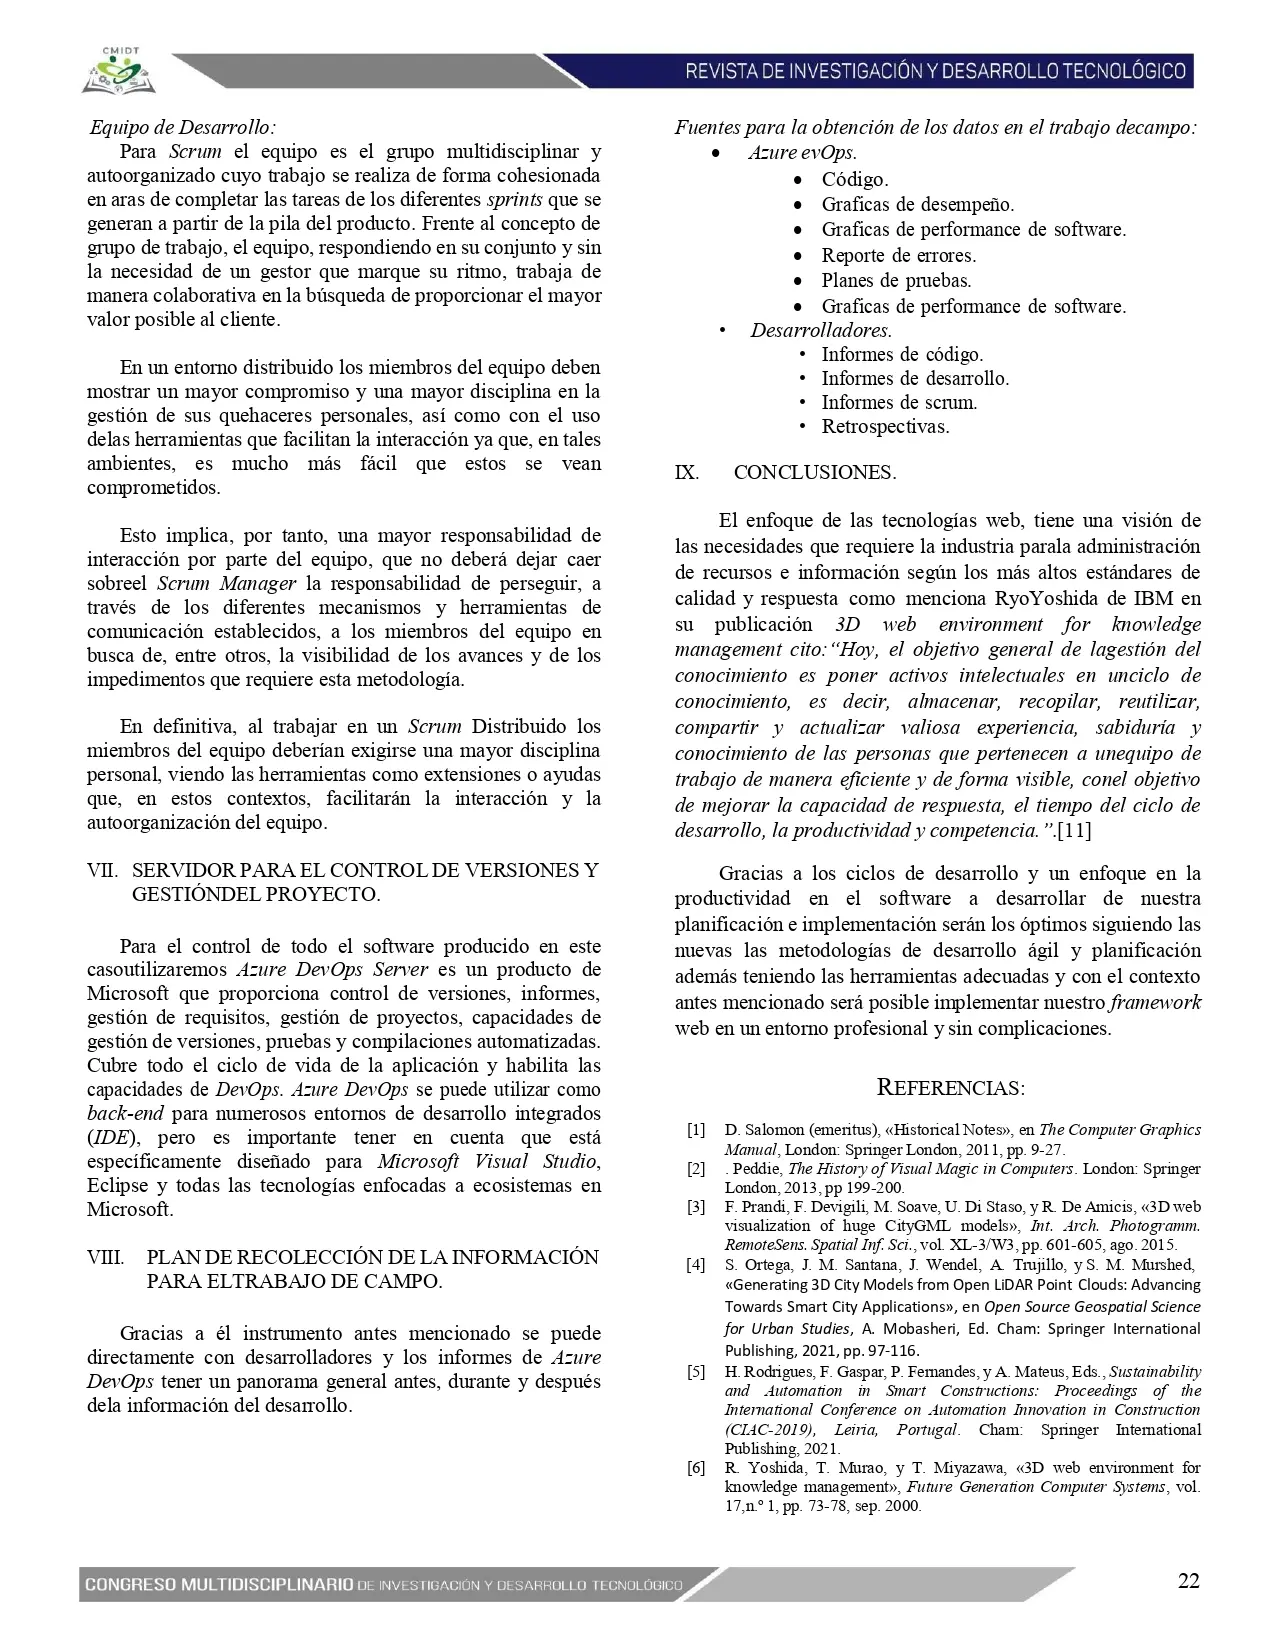 CMIDT
REVISTA DE INVESTIGACIÓN Y DESARROLLO TECNOLÓGICO
Equipo de Desarrollo:
Para Scrum el equipo es el grupo multidisciplinar y
autoorganizado cuyo trabajo se realiza de forma cohesionada
en aras de completar las tareas de los diferentes sprints que se
generan a partir de la pila del producto. Frente al concepto de
grupo de trabajo, el equipo, respondiendo en su conjunto y sin
la necesidad de un gestor que marque su ritmo, trabaja de
manera colaborativa en la búsqueda de proporcionar el mayor
valor posible al cliente.
En un entorno distribuido los miembros del equipo deben
mostrar un mayor compromiso y una mayor disciplina en la
gestión de sus quehaceres personales, así como con el uso
delas herramientas que facilitan la interacción ya que, en tales
ambientes, es mucho más fácil que estos se vean
comprometidos.
Esto implica, por tanto, una mayor responsabilidad de
interacción por parte del equipo, que no deberá dejar caer
sobreel Scrum Manager la responsabilidad de perseguir, a
través de los diferentes mecanismos y herramientas de
comunicación establecidos, a los miembros del equipo en
busca de, entre otros, la visibilidad de los avances y de los
impedimentos que requiere esta metodología.
En definitiva, al trabajar en un Scrum Distribuido los
miembros del equipo deberían exigirse una mayor disciplina
personal, viendo las herramientas como extensiones o ayudas
que, en estos contextos, facilitarán la interacción y la
autoorganización del equipo.
VII. SERVIDOR PARA EL CONTROL DE VERSIONES Y
GESTIÓNDEL PROYECTO.
Para el control de todo el software producido en este
casoutilizaremos Azure DevOps Server es un producto de
Microsoft que proporciona control de versiones, informes,
gestión de requisitos, gestión de proyectos, capacidades de
gestión de versiones, pruebas y compilaciones automatizadas.
Cubre todo el ciclo de vida de la aplicación y habilita las
capacidades de DevOps. Azure DevOps se puede utilizar como
back-end para numerosos entornos de desarrollo integrados
(IDE), pero es importante tener en cuenta que está
específicamente diseñado para Microsoft Visual Studio,
Eclipse y todas las tecnologías enfocadas a ecosistemas en
Microsoft.
VIII. PLAN DE RECOLECCIÓN DE LA INFORMACIÓN
PARA ELTRABAJO DE CAMPO.
Gracias a él instrumento antes mencionado se puede
directamente con desarrolladores y los informes de Azure
DevOps tener un panorama general antes, durante y después
dela información del desarrollo.
Fuentes para la obtención de los datos en el trabajo decampo:
• Azure evOps.
• Código.
• Graficas de desempeño.
• Graficas de performance de software.
• Reporte de errores.
• Planes de pruebas.
• Graficas de performance de software.
• Desarrolladores.
• Informes de código.
• Informes de desarrollo.
• Informes de scrum.
• Retrospectivas.
IX. CONCLUSIONES.
El enfoque de las tecnologías web, tiene una visión de
las necesidades que requiere la industria parala administración
de recursos e información según los más altos estándares de
calidad y respuesta como menciona RyoYoshida de IBM en
su publicación 3D web environment for knowledge
management cito:“Hoy, el objetivo general de lagestión del
conocimiento es poner activos intelectuales en unciclo de
conocimiento, es decir, almacenar, recopilar, reutilizar,
compartir y actualizar valiosa experiencia, sabiduría y
conocimiento de las personas que pertenecen a unequipo de
trabajo de manera eficiente y de forma visible, conel objetivo
de mejorar la capacidad de respuesta, el tiempo del ciclo de
desarrollo, la productividad y competencia.”.[11]
Gracias a los ciclos de desarrollo y un enfoque en la
productividad en el software a desarrollar de nuestra
planificación e implementación serán los óptimos siguiendo las
nuevas las metodologías de desarrollo ágil y planificación
además teniendo las herramientas adecuadas y con el contexto
antes mencionado será posible implementar nuestro framework
web en un entorno profesional y sin complicaciones.
REFERENCIAS:
[1] D. Salomon (emeritus), «Historical Notes», en The Computer Graphics
Manual, London: Springer London, 2011, pp. 9-27.
[2] . Peddie, The History of Visual Magic in Computers. London: Springer
London, 2013, pp 199-200.
[3] F. Prandi, F. Devigili, M. Soave, U. Di Staso, y R. De Amicis, «3D web
visualization of huge CityGML models», Int. Arch. Photogramm.
RemoteSens. Spatial Inf. Sci., vol. XL-3/W3, pp. 601-605, ago. 2015.
[4] S. Ortega, J. M. Santana, J. Wendel, A. Trujillo, y S. M. Murshed,
«Generating 3D City Models from Open LiDAR Point Clouds: Advancing
Towards Smart City Applications», en Open Source Geospatial Science
for Urban Studies, A. Mobasheri, Ed. Cham: Springer International
Publishing, 2021, pp. 97-116.
[5] H. Rodrigues, F. Gaspar, P. Fernandes, y A. Mateus, Eds., Sustainability
and Automation in Smart Constructions: Proceedings of the
International Conference on Automation Innovation in Construction
(CIAC-2019), Leiria, Portugal. Cham: Springer International
Publishing, 2021.
[6] R. Yoshida, T. Murao, y T. Miyazawa, «3D web environment for
knowledge management», Future Generation Computer Systems, vol.
17,n.º 1, pp. 73-78, sep. 2000.
CONGRESO MULTIDISCIPLINARIO DE INVESTIGACIÓN Y DESARROLLO TECNOLÓGICO
22